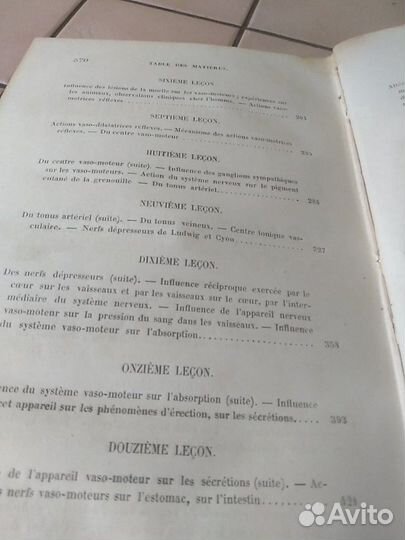 570 TABLE DES MATIÈRES.
SIXIÈME LEÇON.
Influence des lésions de la moelle sur les vaso-moteurs; expériences sur
les animaux, observations cliniques chez l'homme. — Actions vaso-
motrices réflexes
SEPTIÈME LEÇON.
Actions vaso-dilatatrices réflexes. — Mécanisme des actions vaso-motrices
réflexes. — Du centre vaso-moteur
HUITIÈME LEÇON.
Du centre vaso-moteur (suite). — Influence des ganglions sympathiques
sur les vaso-moteurs. — Action du système nerveux sur le pigment
cutané de la grenouille. — Du tonus artériel.
NEUVIÈME LEÇON.
Du tonus artériel (suite). — Du tonus veineux. — Centre tonique vas-
culaire. — Nerfs dépresseurs de Ludwig et Cyon. 327
DIXIÈME LEÇON.
Des nerfs dépresseurs (suite). — Influence réciproque exercée par le
cœur sur les vaisseaux et par les vaisseaux sur le cœur, par l'inter-
médiaire du système nerveux. — Influence de l'appareil nerveux
vaso-moteur sur la pression du sang dans les vaisseaux. — Influence
du système vaso-moteur sur l'absorption. 358
ONZIÈME LEÇON.
ence du système vaso-moteur sur l'absorption (suite). — Influence
cet appareil sur les phénomènes d'érection, sur les sécrétions. 393
DOUZIÈME LEÇON.
de l'appareil vaso-moteur sur les sécrétions (suite). — Ac-
s nerfs vaso-moteurs sur l'estomac, sur l'intestin
Avito